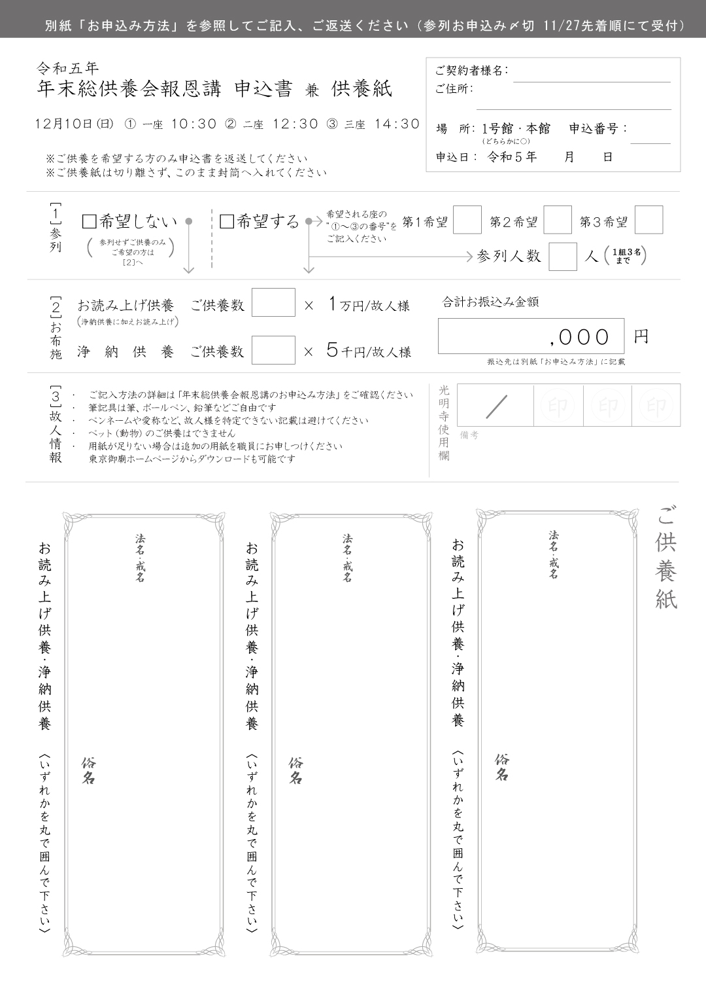 別紙「お申込み方法」を参照してご記入、ご返送ください（参列お申込み〆切 11/27先着順にて受付）
令和五年
年末総供養会報恩講 申込書 兼 供養紙
12月10日(日) ① 一座 10:30 ② 二座 12:30 ③ 三座 14:30
※ご供養を希望する方のみ申込書を返送してください
※ご供養紙は切り離さず、このまま封筒へ入れてください
ご契約者様名：
ご住所：
場 所：1号館・本館 申込番号：
(どちらかに○)
申込日：令和５年 月 日
[1]参列
□希望しない
(参列せずご供養のみ
ご希望の方は
[2]へ)
□希望する
希望される座の
"①～③の番号"を
ご記入ください
第１希望 第２希望 第３希望
参列人数 人(1組3名
まで)
[2]お布施
お読み上げ供養 ご供養数 × 1万円/故人様
(浄納供養に加えお読み上げ)
浄納供養 ご供養数 × 5千円/故人様
合計お振込み金額
,000 円
振込先は別紙「お申込み方法」に記載
[3]故人情報
・ ご記入方法の詳細は「年末総供養会報恩講のお申込み方法」をご確認ください
・ 筆記具は筆、ボールペン、鉛筆などご自由です
・ ペンネームや愛称など、故人様を特定できない記載は避けてください
・ ペット（動物）のご供養はできません
・ 用紙が足りない場合は追加の用紙を職員にお申しつけください
東京御廟ホームページからダウンロードも可能です
光明寺使用欄
／ 印 印 印
備考
ご供養紙
法名・戒名
俗名
お読み上げ供養・浄納供養 〈いずれかを丸で囲んで下さい〉
法名・戒名
俗名
お読み上げ供養・浄納供養 〈いずれかを丸で囲んで下さい〉
法名・戒名
俗名
お読み上げ供養・浄納供養 〈いずれかを丸で囲んで下さい〉